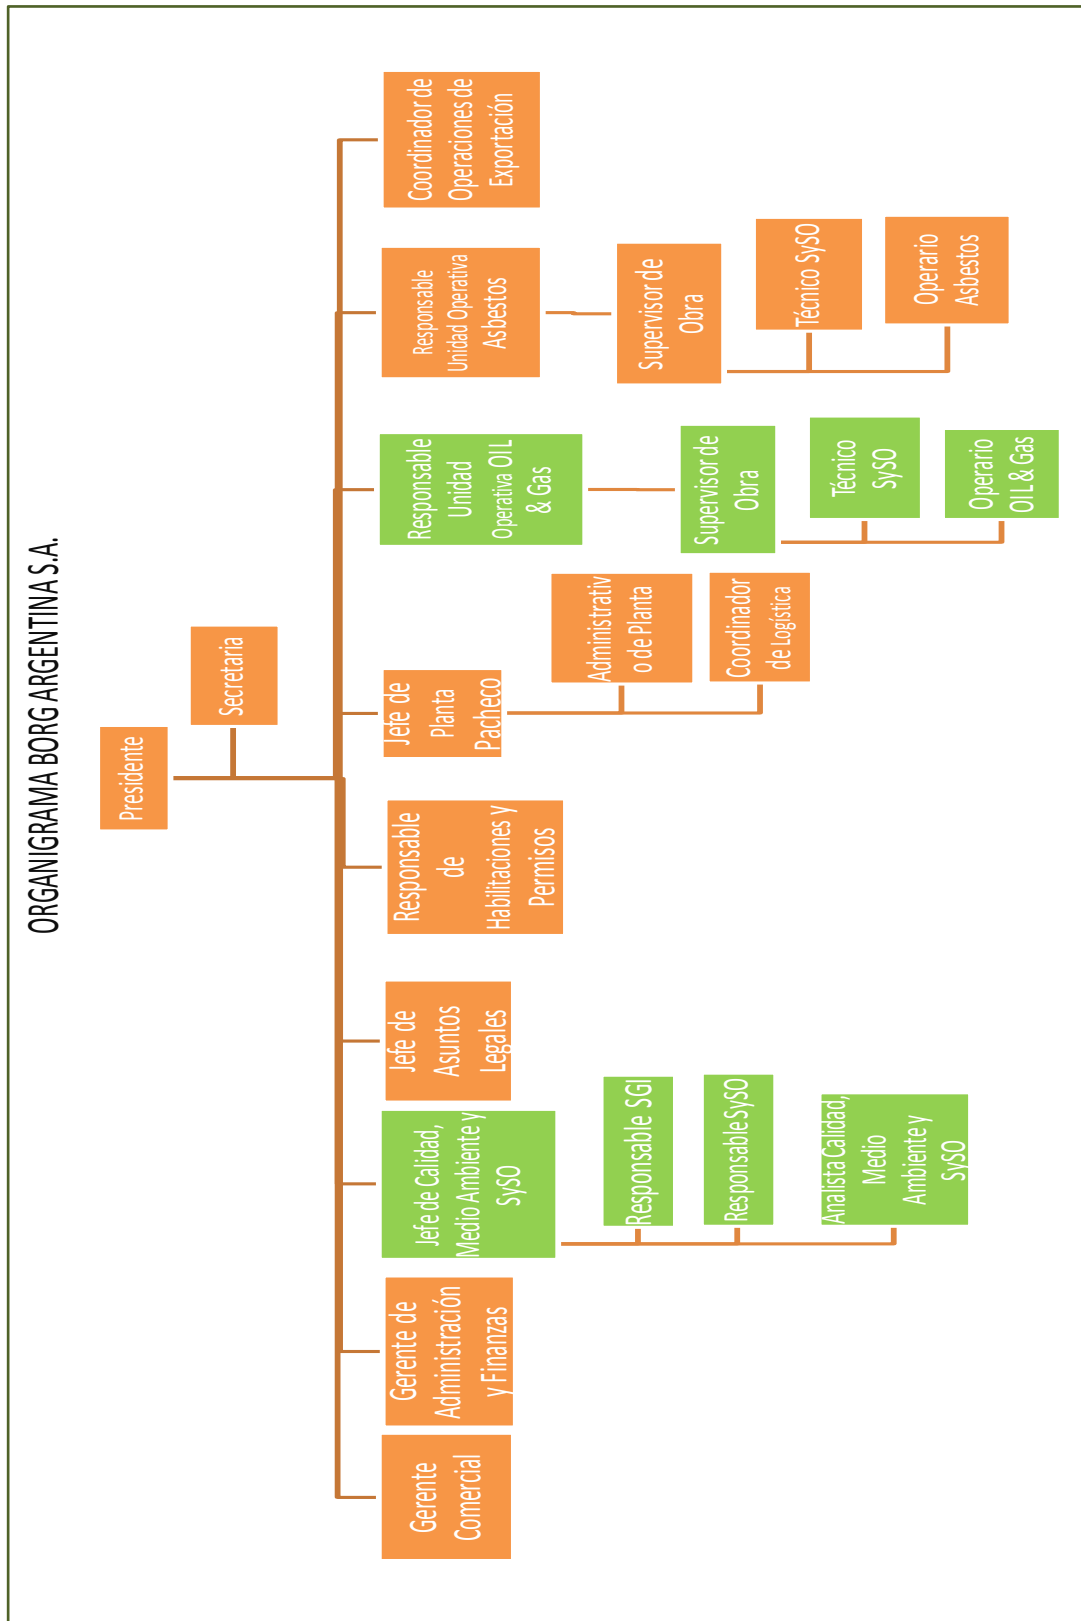 ORGANIGRAMA BORG ARGENTINA S.A.
Presidente
Secretaria
Gerente
Comercial
Gerente de
Administración
y Finanzas
Jefe de Calidad,
Medio Ambiente y
SySO
Responsable SGI
Responsable SySO
Analista Calidad,
Medio
Ambiente y
SySO
Jefe de
Asuntos
Legales
Responsable
de
Habilitaciones y
Permisos
Jefe de
Planta
Pacheco
Administrativ
o de Planta
Coordinador
de Logística
Responsable
Unidad
Operativa OIL
& Gas
Supervisor de
Obra
Técnico
SySO
Operario
OIL & Gas
Responsable
Unidad Operativa
Asbestos
Supervisor de
Obra
Técnico SySO
Operario
Asbestos
Coordinador de
Operaciones de
Exportación